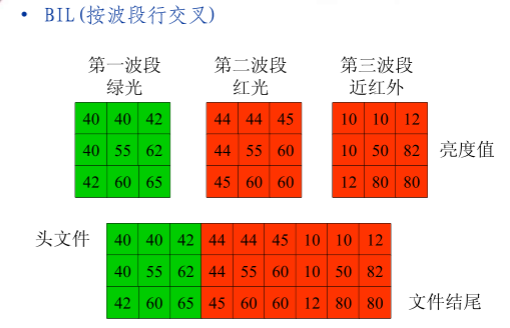 • BIL(按波段行交叉)
第一波段 第二波段 第三波段
绿光 红光 近红外
40 40 42 44 44 45 10 10 12
40 55 62 44 55 60 10 50 82 亮度值
42 60 65 45 60 60 12 80 80
头文件 40 40 42 44 44 45 10 10 12
40 55 62 44 55 60 10 50 82
42 60 65 45 60 60 12 80 80 文件结尾